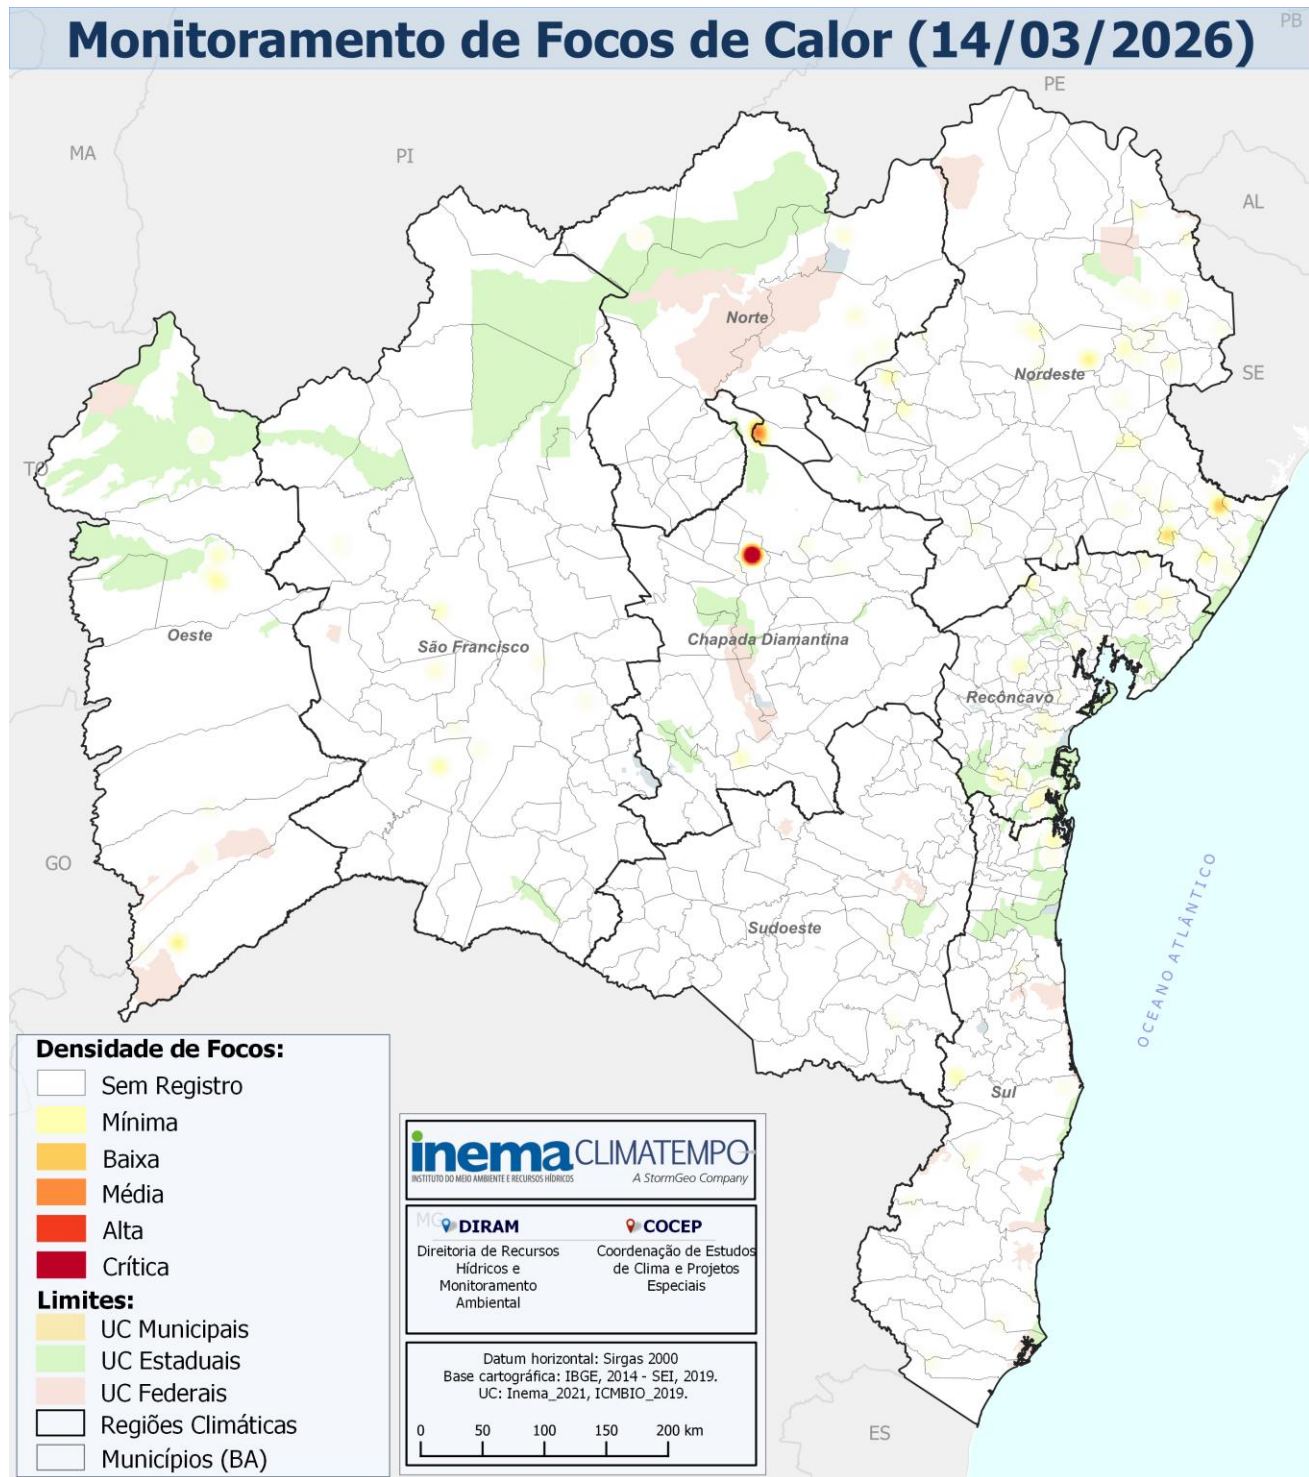 Monitoramento de Focos de Calor (14/03/2026)
PB
PE
MA
PI
AL
Norte
Nordeste
SE
TO
Oeste
São Francisco
Chapada Diamantina
Recôncavo
GO
Sudoeste
OCEANO ATLÂNTICO
Sul
Densidade de Focos:
Sem Registro
Mínima
Baixa
Média
Alta
Crítica
Limites:
UC Municipais
UC Estaduais
UC Federais
Regiões Climáticas
Municípios (BA)
inema CLIMATEMPO
INSTITUTO DO MEIO AMBIENTE E RECURSOS HÍDRICOS
A StormGeo Company
MG
DIRAM
Direitoria de Recursos
Hídricos e
Monitoramento
Ambiental
COCEP
Coordenação de Estudos
de Clima e Projetos
Especiais
Datum horizontal: Sirgas 2000
Base cartográfica: IBGE, 2014 - SEI, 2019.
UC: Inema_2021, ICMBIO_2019.
0 50 100 150 200 km
ES